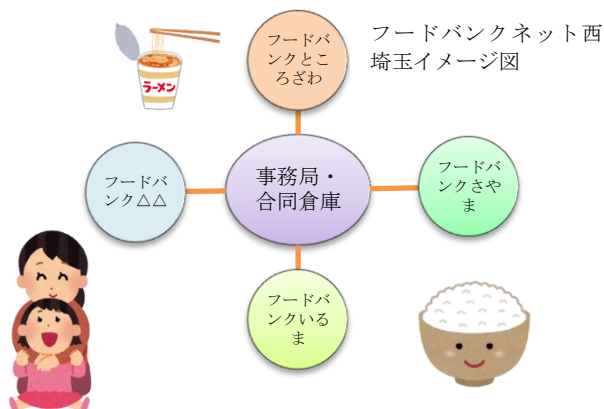 フードバンクネット西
埼玉イメージ図
フードバ
ンクところ
ざわ
ラーメン
フードバ
ンク△△
事務局・
合同倉庫
フードバ
ンクさや
ま
フードバ
ンクいる
ま